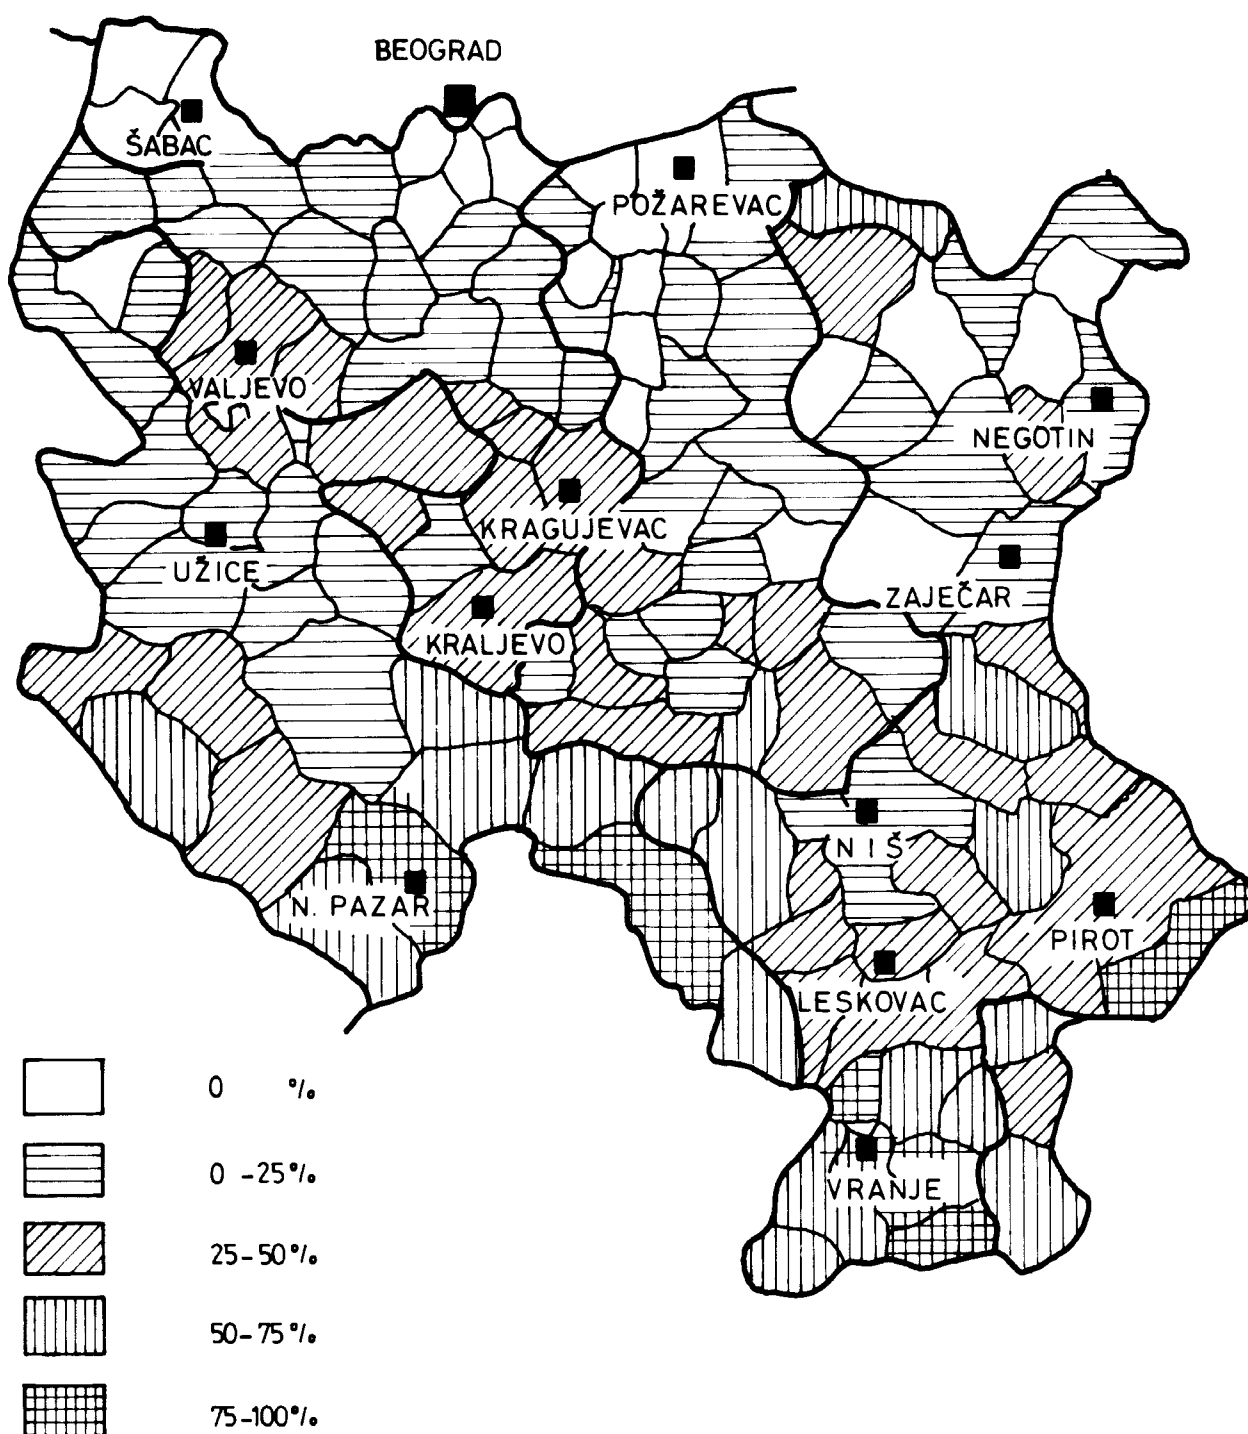 BEOGRAD
ŠABAC
POŽAREVAC
VALJEVO
NEGOTIN
KRAGUJEVAC
UŽICE
ZAJEČAR
KRALJEVO
NIŠ
N. PAZAR
PIROT
LESKOVAC
VRANJE
0 %
0 -25%
25-50%
50-75%
75-100%